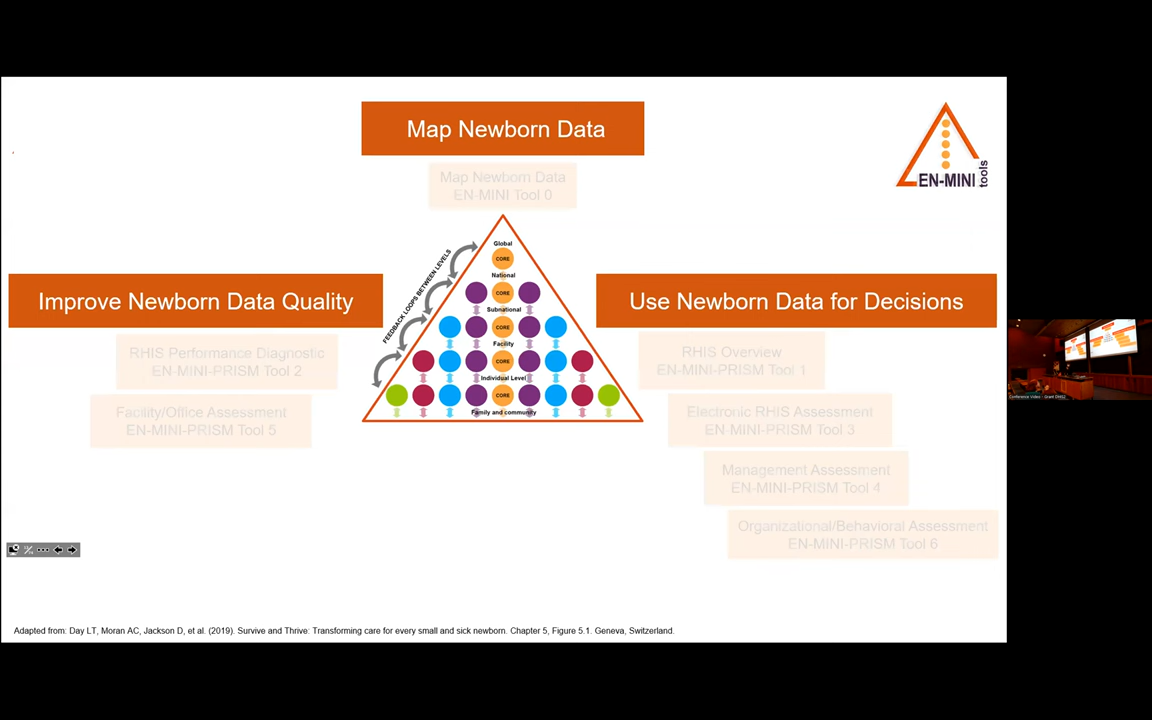 Map Newborn Data
Map Newborn Data
EN-MINI Tool 0
EN-MINI tools
FEEDBACK LOOPS BETWEEN LEVELS
Global
CORE
National
CORE
Subnational
CORE
Facility
CORE
Individual Level
CORE
Family and community
Improve Newborn Data Quality
RHIS Performance Diagnostic
EN-MINI-PRISM Tool 2
Facility/Office Assessment
EN-MINI-PRISM Tool 5
Use Newborn Data for Decisions
RHIS Overview
EN-MINI-PRISM Tool 1
Electronic RHIS Assessment
EN-MINI-PRISM Tool 3
Management Assessment
EN-MINI-PRISM Tool 4
Organizational/Behavioral Assessment
EN-MINI-PRISM Tool 6
Adapted from: Day LT, Moran AC, Jackson D, et al. (2019). Survive and Thrive: Transforming care for every small and sick newborn. Chapter 5, Figure 5.1. Geneva, Switzerland.